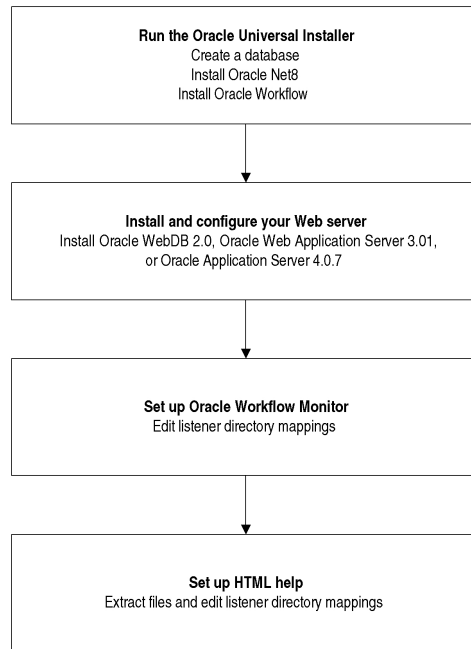 Run the Oracle Universal Installer
Create a database
Install Oracle Net8
Install Oracle Workflow
Install and configure your Web server
Install Oracle WebDB 2.0, Oracle Web Application Server 3.01,
or Oracle Application Server 4.0.7
Set up Oracle Workflow Monitor
Edit listener directory mappings
Set up HTML help
Extract files and edit listener directory mappings